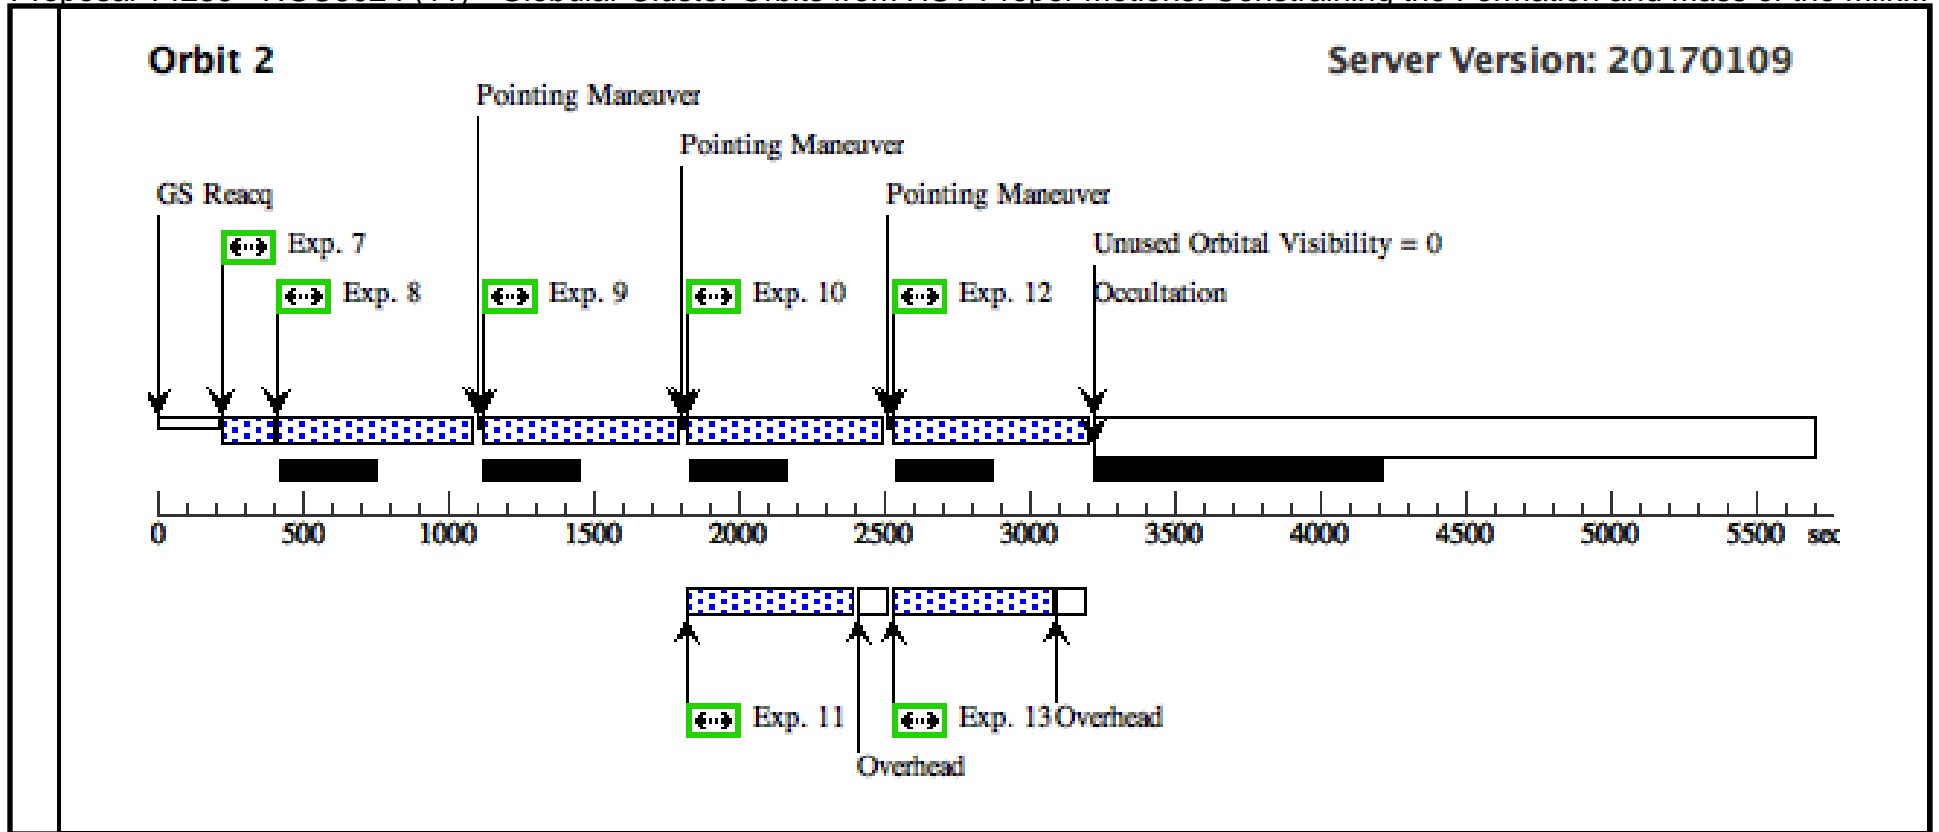 Orbit 2
Server Version: 20170109
Pointing Maneuver
Pointing Maneuver
GS Reacq
Pointing Maneuver
Exp. 7
Unused Orbital Visibility = 0
Exp. 8
Exp. 9
Exp. 10
Exp. 12
Occultation
0 500 1000 1500 2000 2500 3000 3500 4000 4500 5000 5500 sec
Exp. 11
Exp. 13
Overhead
Overhead